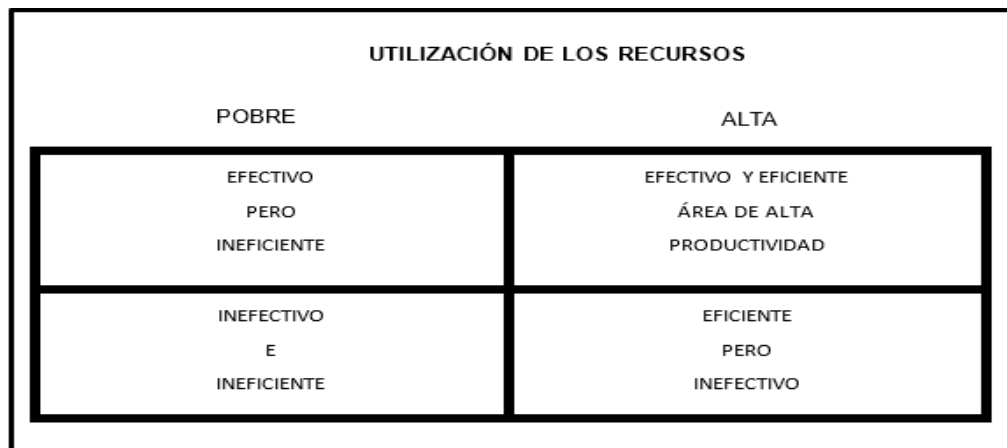 UTILIZACIÓN DE LOS RECURSOS
POBRE
ALTA
EFECTIVO
PERO
INEFICIENTE
EFECTIVO Y EFICIENTE
ÁREA DE ALTA
PRODUCTIVIDAD
INEFECTIVO
E
INEFICIENTE
EFICIENTE
PERO
INEFECTIVO